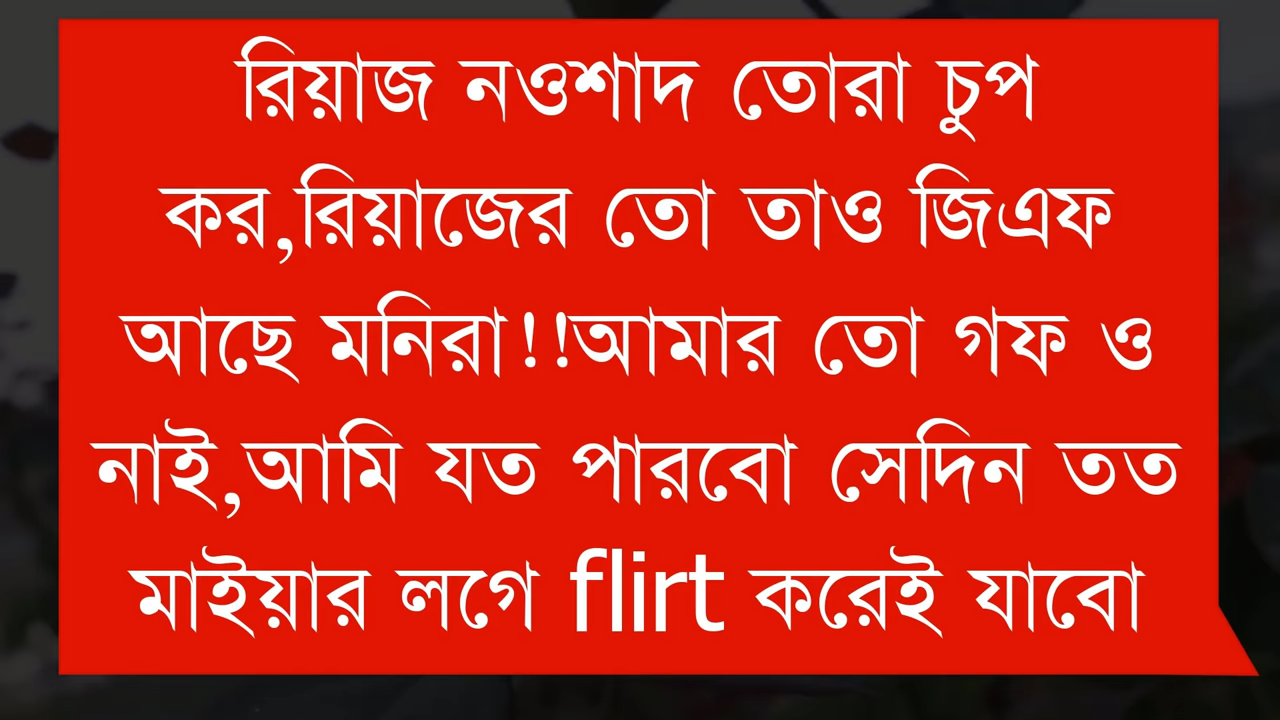 রিয়াজ নওশাদ তোরা চুপ
কর,রিয়াজের তো তাও জিএফ
আছে মনিরা!!আমার তো গফ ও
নাই,আমি যত পারবো সেদিন তত
মাইয়ার লগে flirt করেই যাবো